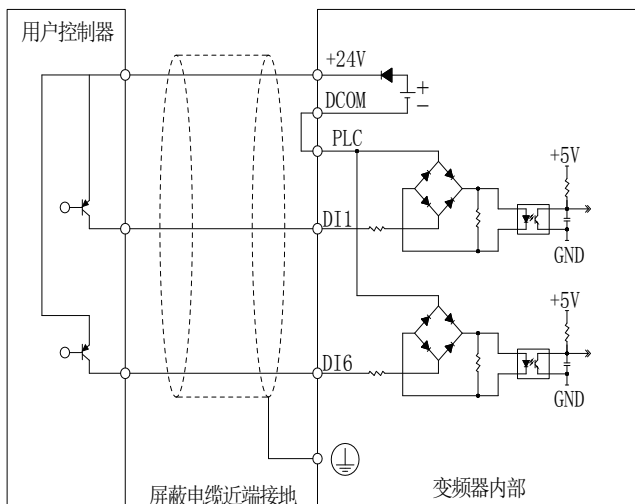 用户控制器
+24V
+
−
DCOM
PLC
+5V
DI1
GND
+5V
DI6
GND
屏蔽电缆近端接地
变频器内部